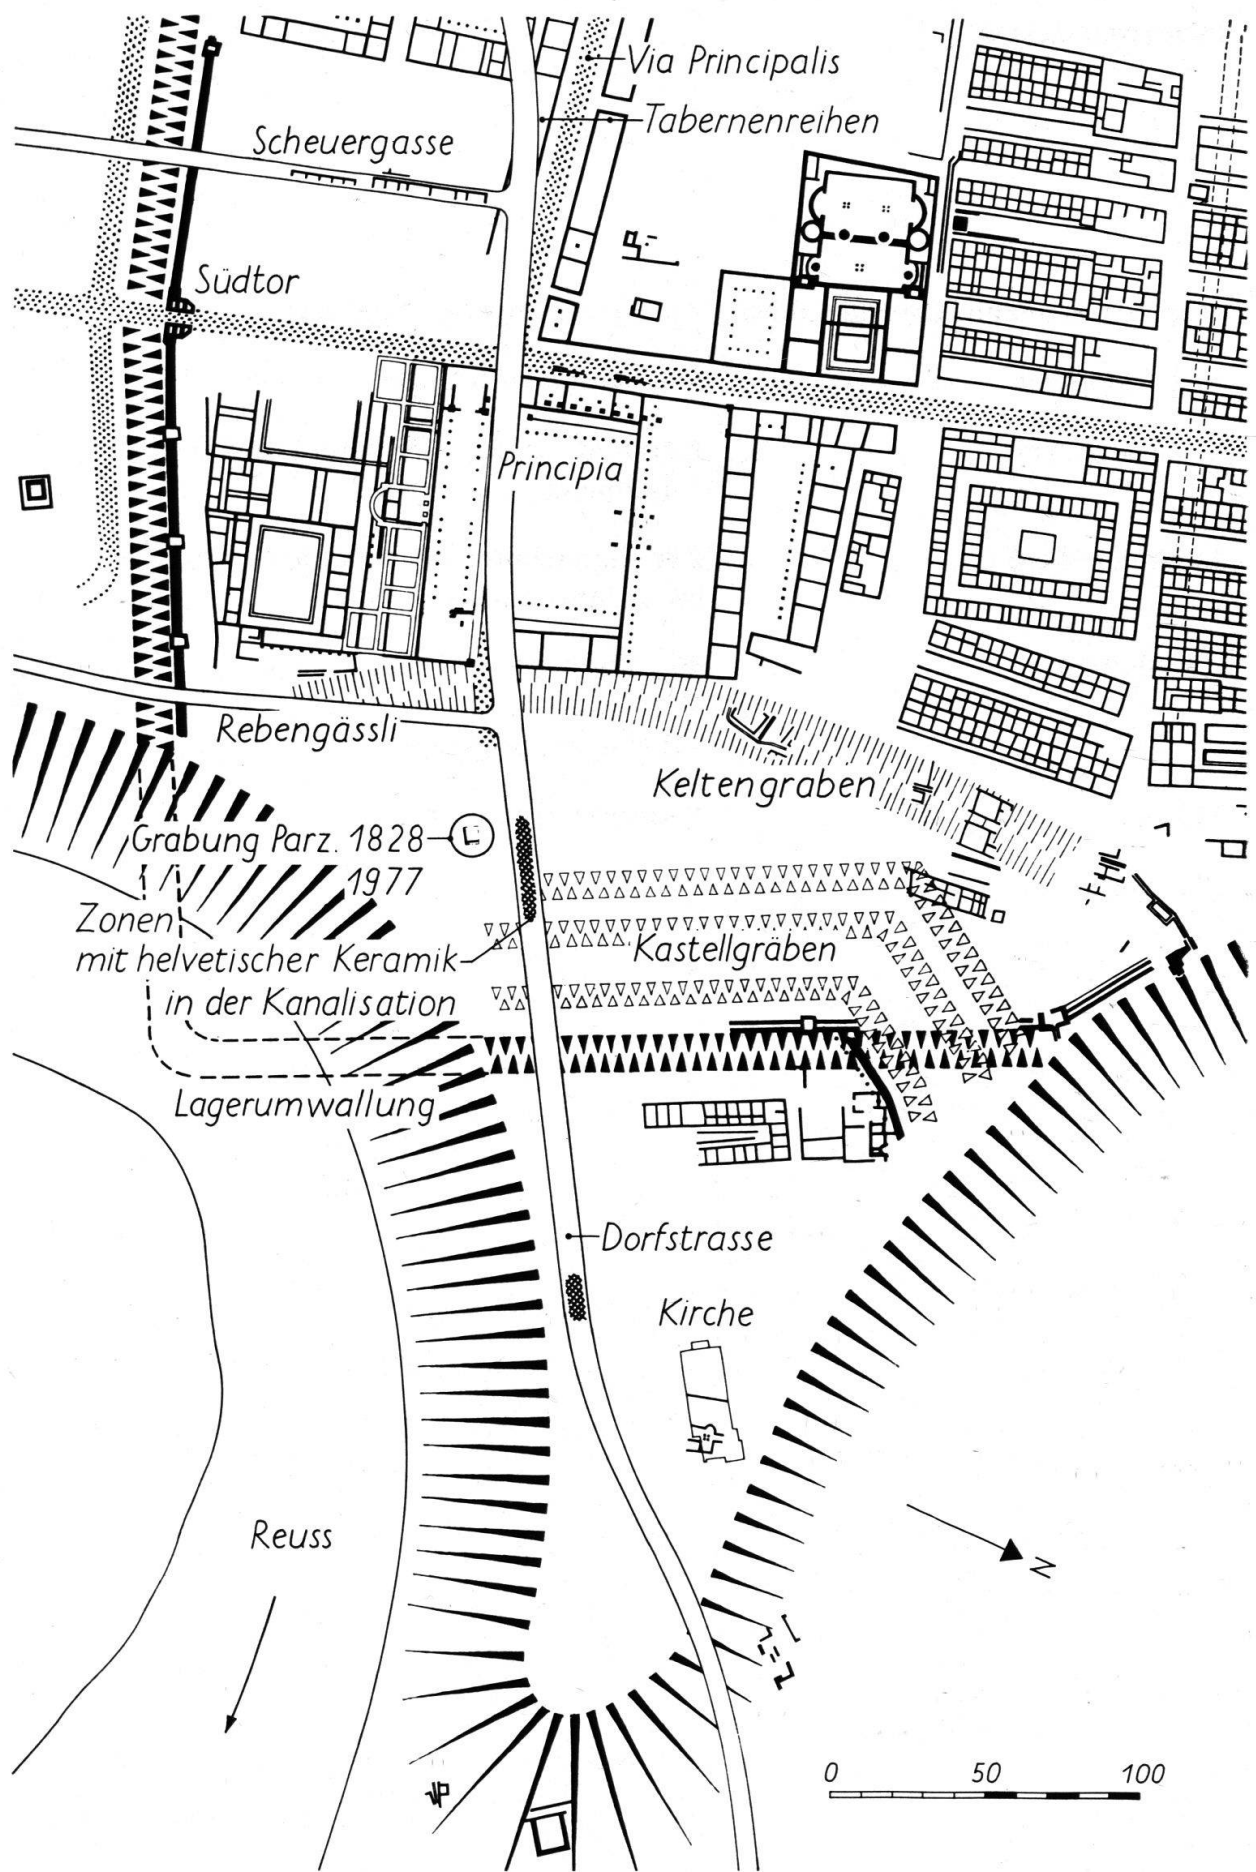 Via Principalis
Tabernenreihen
Scheuergasse
Südtor
Principia
Rebengässli
Keltengraben
Grabung Parz. 1828
1977
Zonen
mit helvetischer Keramik
in der Kanalisation
Kastellgräben
Lagerumwallung
Dorfstrasse
Kirche
Reuss
N
0 50 100